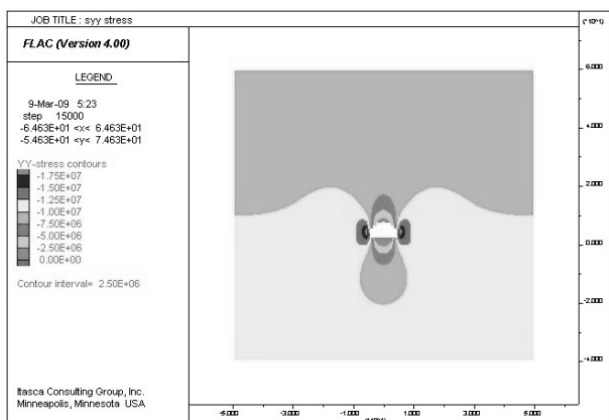 JOB TITLE : syy stress
FLAC (Version 4.00)
LEGEND
9-Mar-09 5:23
step 15000
-6.463E+01 <x< 6.463E+01
-5.463E+01 <y< 7.463E+01
YY-stress contours
-1.75E+07
-1.50E+07
-1.25E+07
-1.00E+07
-7.50E+06
-5.00E+06
-2.50E+06
0.00E+00
Contour interval= 2.50E+06
Itasca Consulting Group, Inc.
Minneapolis, Minnesota USA
(*10^1)
6.000
4.000
2.000
0.000
-2.000
-4.000
-5.000 -3.000 -1.000 1.000 3.000 5.000